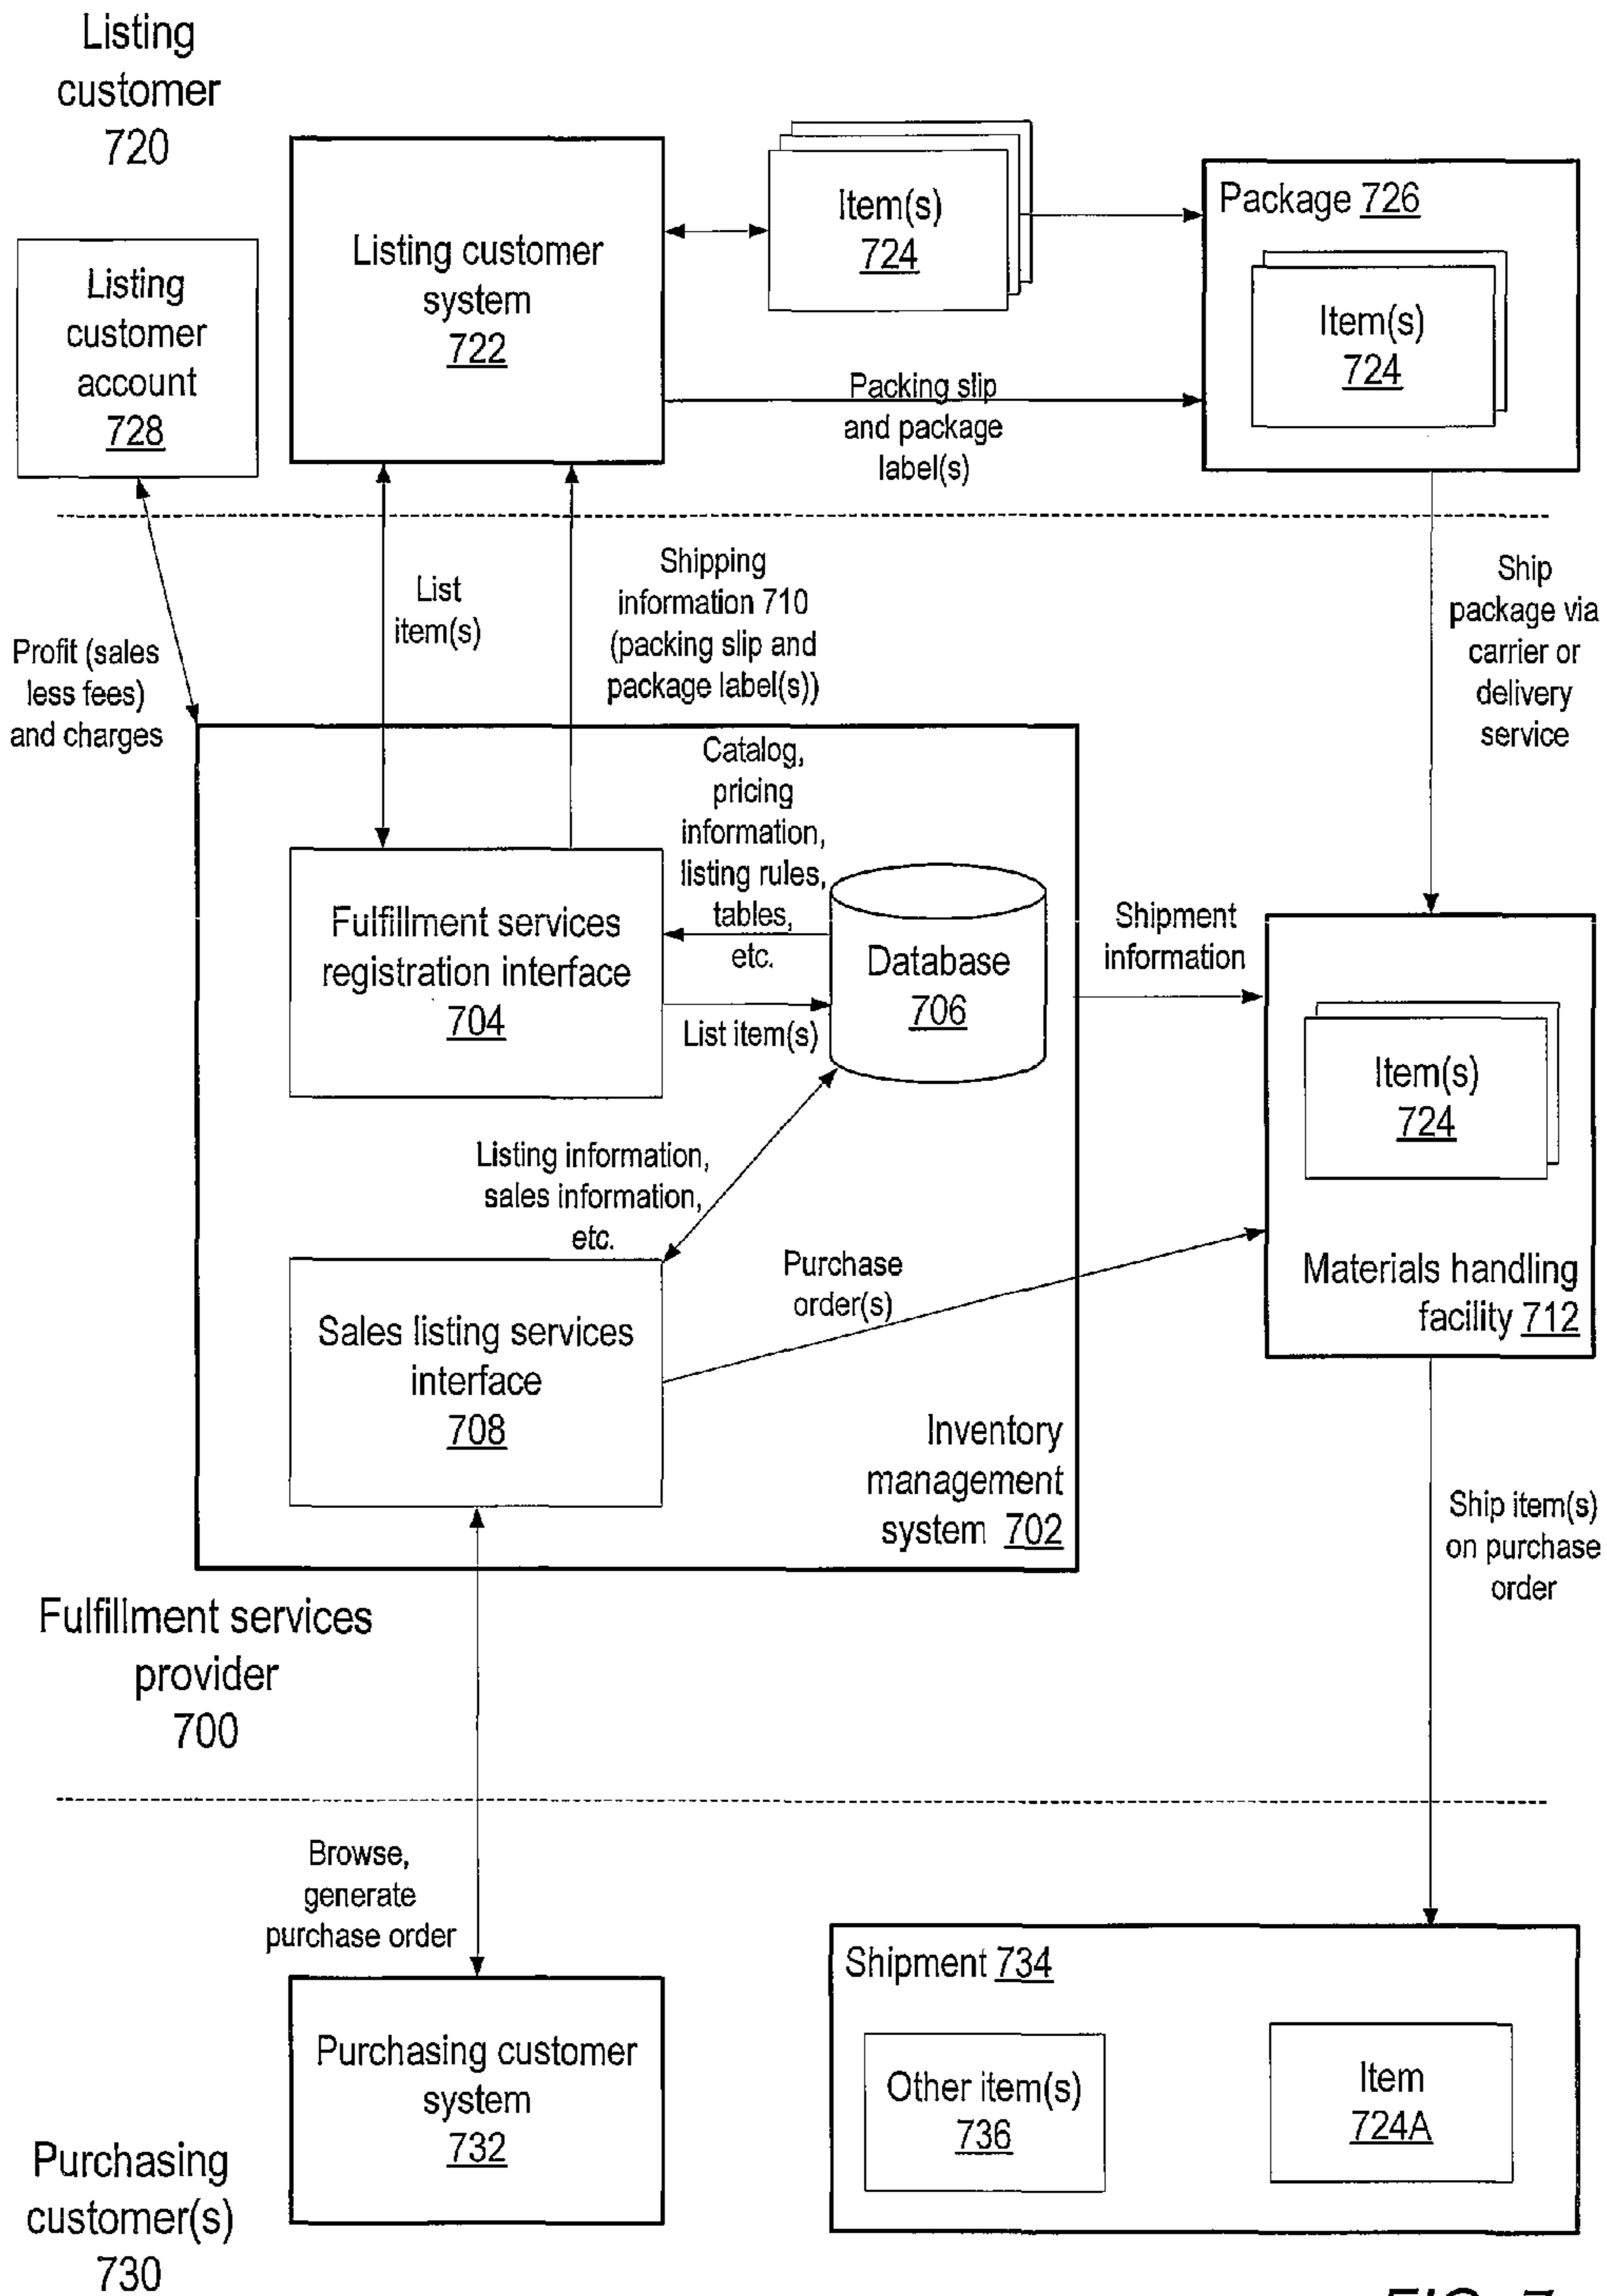 Listing
customer
720
Listing
customer
account
728
Listing customer
system
722
Item(s)
724
Package 726
Item(s)
724
Packing slip
and package
label(s)
List
item(s)
Shipping
information 710
(packing slip and
package label(s))
Ship
package via
carrier or
delivery
service
Profit (sales
less fees)
and charges
Catalog,
pricing
information,
listing rules,
tables,
etc.
Fulfillment services
registration interface
704
List item(s)
Database
706
Shipment
information
Item(s)
724
Materials handling
facility 712
Listing information,
sales information,
etc.
Purchase
order(s)
Sales listing services
interface
708
Inventory
management
system 702
Ship item(s)
on purchase
order
Fulfillment services
provider
700
Browse,
generate
purchase order
Purchasing customer
system
732
Shipment 734
Other item(s)
736
Item
724A
Purchasing
customer(s)
730